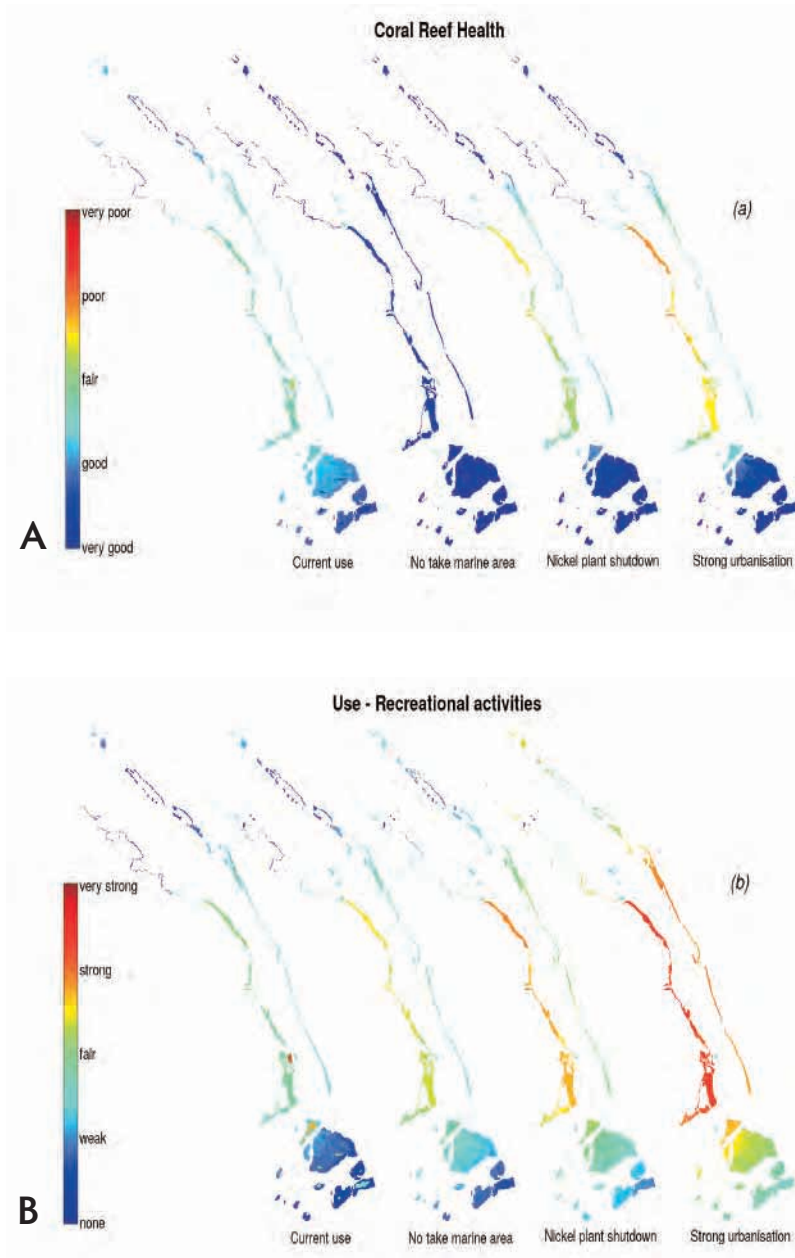 Coral Reef Health
(a)
very poor
poor
fair
good
very good
A
Current use
No take marine area
Nickel plant shutdown
Strong urbanisation
Use - Recreational activities
(b)
very strong
strong
fair
weak
none
B
Current use
No take marine area
Nickel plant shutdown
Strong urbanisation